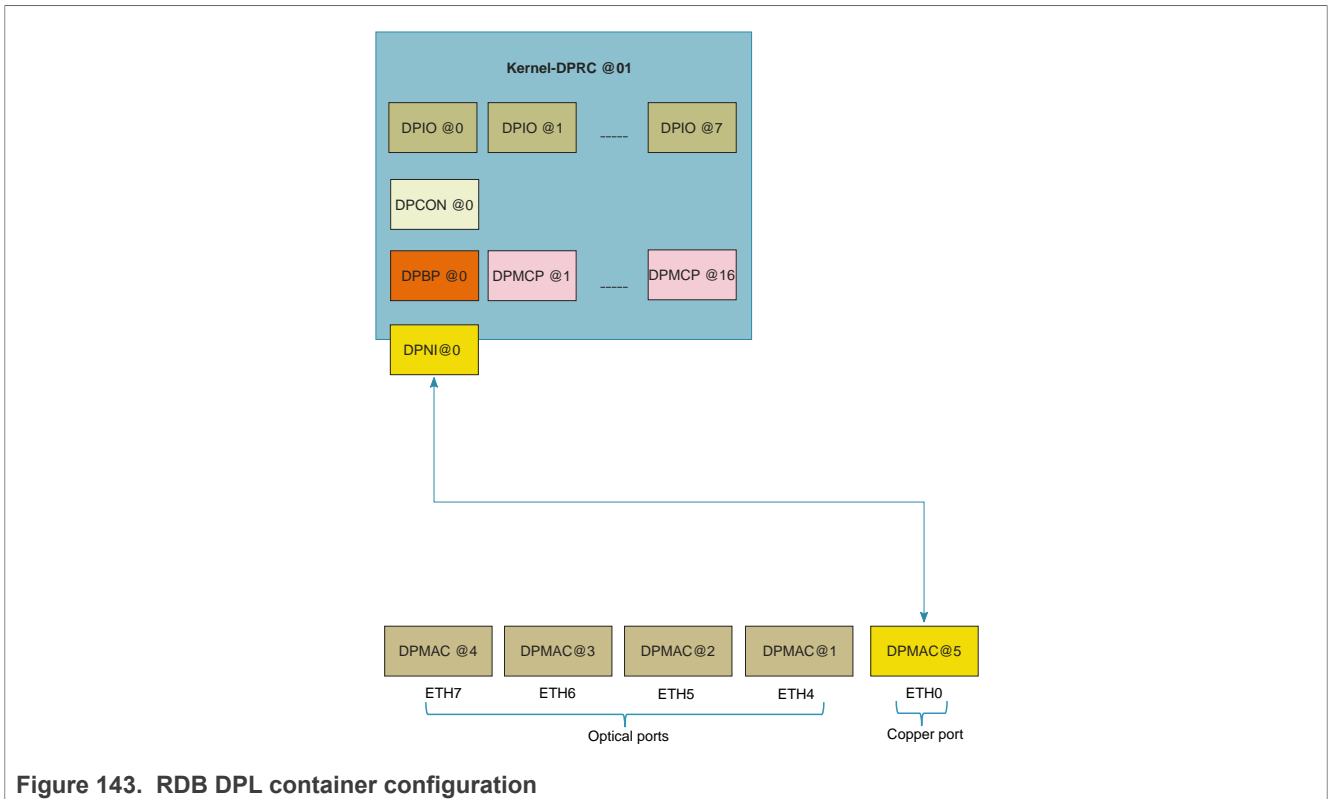 Kernel-DPRC @01
DPIO @0 DPIO @1 ----- DPIO @7
DPCON @0
DPBP @0 DPMCP @1 ----- DPMCP @16
DPNI@0
DPMAC @4 DPMAC@3 DPMAC@2 DPMAC@1 DPMAC@5
ETH7 ETH6 ETH5 ETH4 ETH0
Optical ports Copper port
Figure 143. RDB DPL container configuration